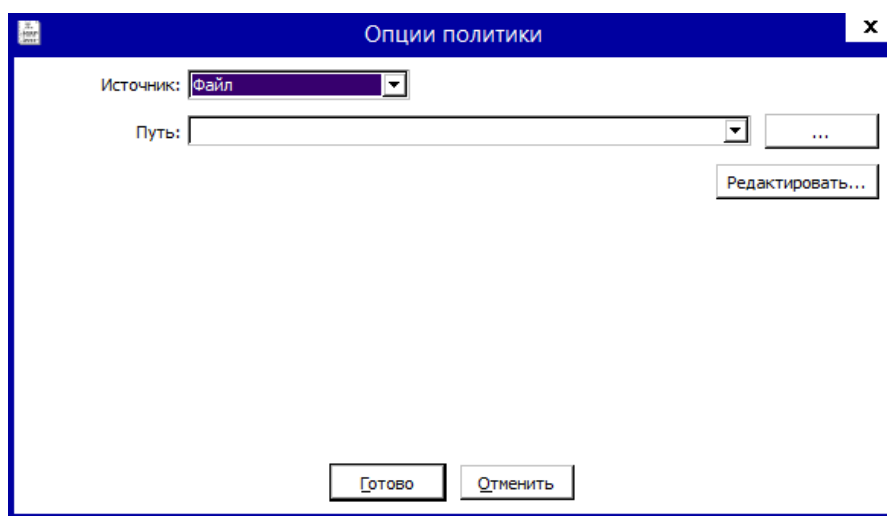 Опции политики
x
Источник: Файл
Путь:
...
Редактировать...
Готово
Отменить